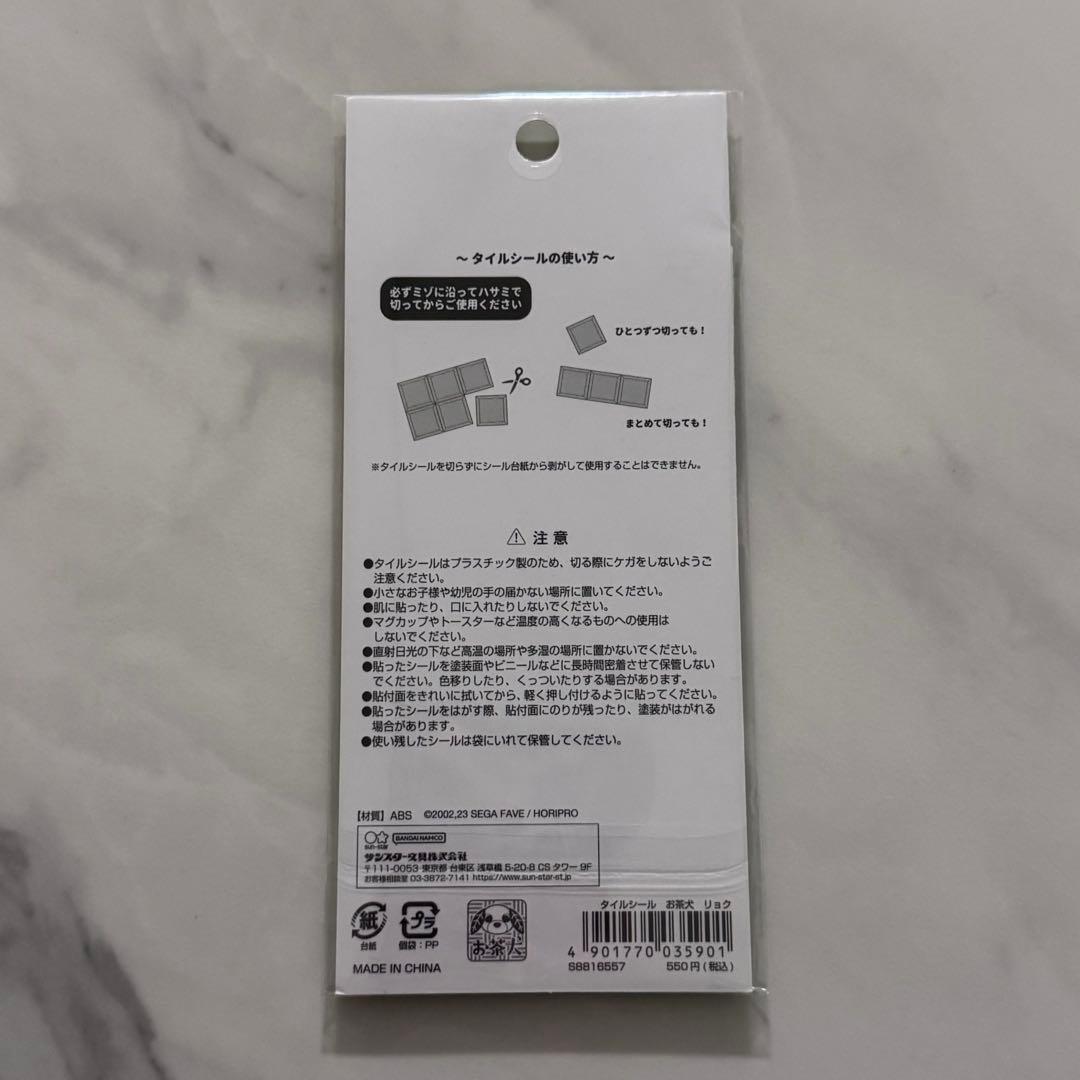 ～ タイルシールの使い方 ～
必ずミゾに沿ってハサミで
切ってからご使用ください
ひとつずつ切っても！
まとめて切っても！
※タイルシールを切らずにシール台紙から剥がして使用することはできません。
⚠ 注意
●タイルシールはプラスチック製のため、切る際にケガをしないようご
注意ください。
●小さなお子様や幼児の手の届かない場所に置いてください。
●肌に貼ったり、口に入れたりしないでください。
●マグカップやトースターなど温度の高くなるものへの使用は
しないでください。
●直射日光の下など高温の場所や多湿の場所に置かないでください。
●貼ったシールを塗装面やビニールなどに長時間密着させて保管しない
でください。色移りしたり、くっついたりする場合があります。
●貼付面をきれいに拭いてから、軽く押し付けるように貼ってください。
●貼ったシールをはがす際、貼付面にのりが残ったり、塗装がはがれる
場合があります。
●使い残したシールは袋にいれて保管してください。
【材質】ABS ©2002,23 SEGA FAVE / HORIPRO
sun-star BANDAI NAMCO
サンスター文具株式会社
〒111-0053 東京都 台東区 浅草橋 5-20-8 CS タワー 9F
お客様相談室 03-3872-7141 https://www.sun-star-st.jp
紙
台紙
プラ
個袋：PP
お茶犬
タイルシール お茶犬 リョク
4 901770 035901
MADE IN CHINA
S8816557 550円(税込)